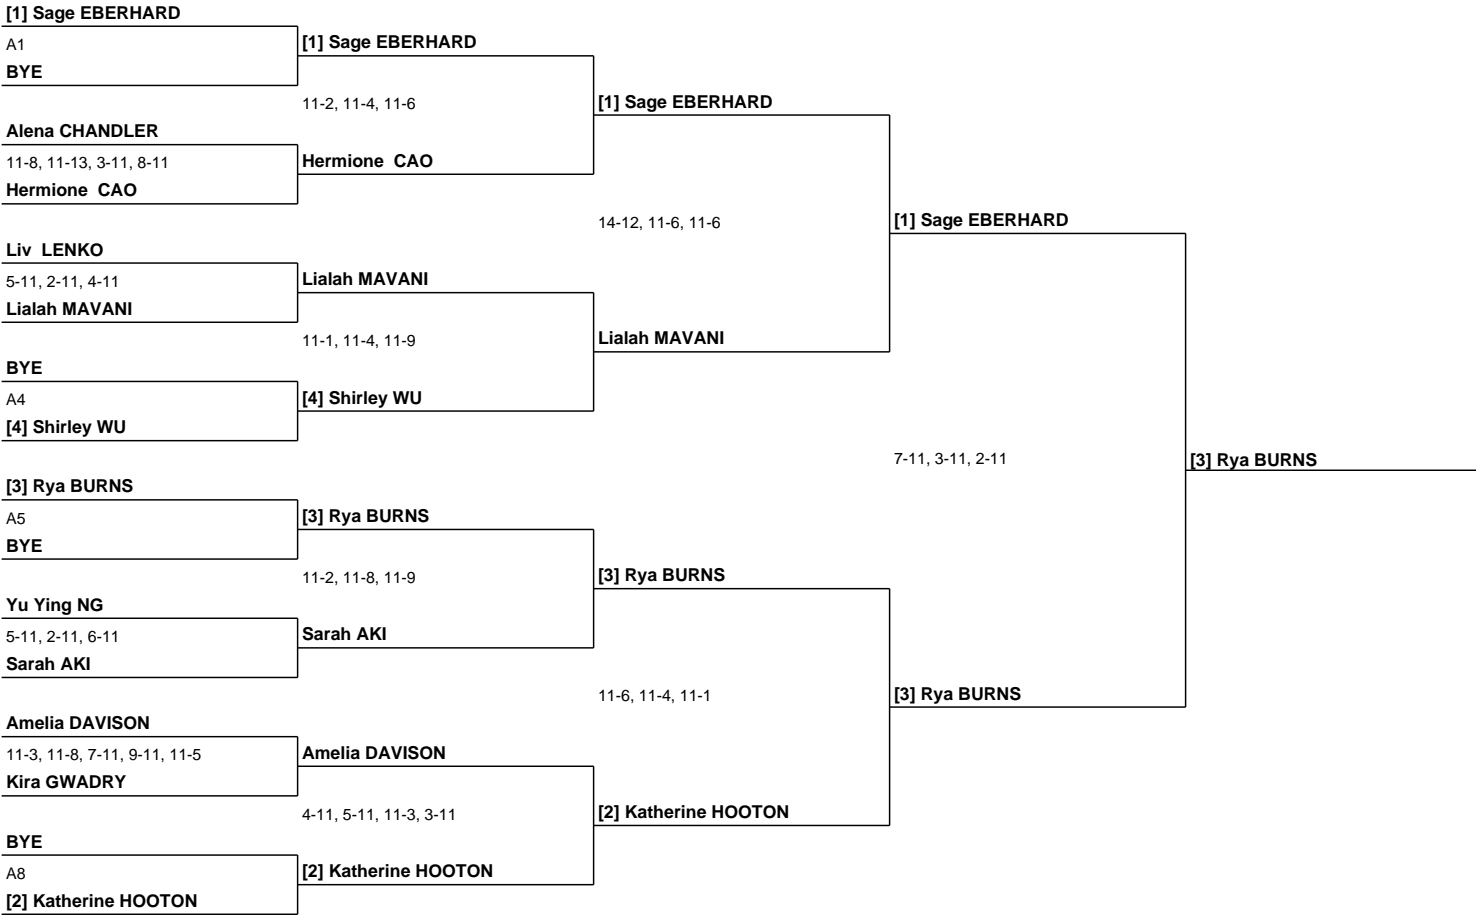 [1] Sage EBERHARD
A1
BYE
Alena CHANDLER
11-8, 11-13, 3-11, 8-11
Hermione  CAO
Liv  LENKO
5-11, 2-11, 4-11
Lialah MAVANI
BYE
A4
[4] Shirley WU
[3] Rya BURNS
A5
BYE
Yu Ying NG
5-11, 2-11, 6-11
Sarah AKI
Amelia DAVISON
11-3, 11-8, 7-11, 9-11, 11-5
Kira GWADRY
BYE
A8
[2] Katherine HOOTON
[1] Sage EBERHARD
11-2, 11-4, 11-6
Hermione  CAO
Lialah MAVANI
11-1, 11-4, 11-9
[4] Shirley WU
[3] Rya BURNS
11-2, 11-8, 11-9
Sarah AKI
Amelia DAVISON
4-11, 5-11, 11-3, 3-11
[2] Katherine HOOTON
[1] Sage EBERHARD
14-12, 11-6, 11-6
Lialah MAVANI
[3] Rya BURNS
11-6, 11-4, 11-1
[2] Katherine HOOTON
[1] Sage EBERHARD
7-11, 3-11, 2-11
[3] Rya BURNS
[3] Rya BURNS